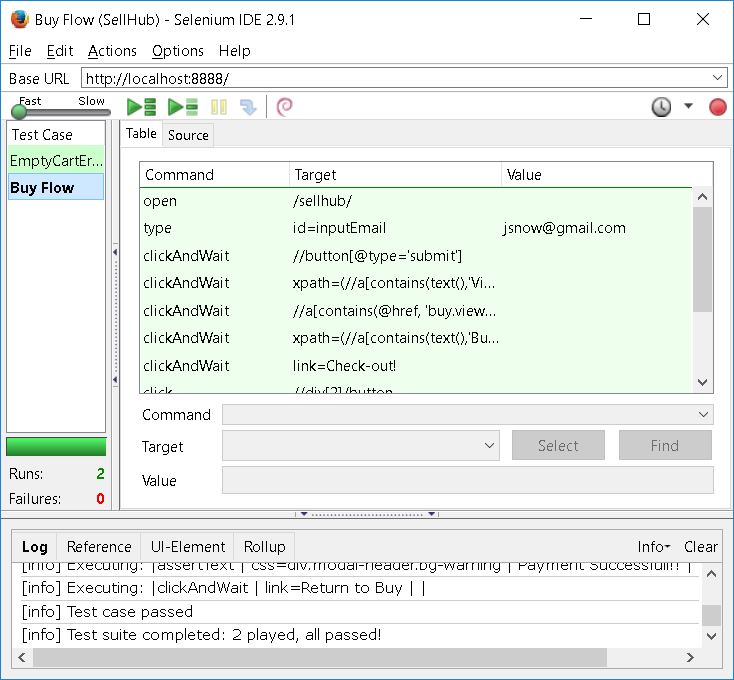 Buy Flow (SellHub) - Selenium IDE 2.9.1
File Edit Actions Options Help
Base URL http://localhost:8888/
Fast Slow
Test Case
EmptyCartEr...
Buy Flow
Table Source
Command Target Value
open /sellhub/
type id=inputEmail jsnow@gmail.com
clickAndWait //button[@type='submit']
clickAndWait xpath=(//a[contains(text(),'Vi...
clickAndWait //a[contains(@href, 'buy.view...
clickAndWait xpath=(//a[contains(text(),'Bu...
clickAndWait link=Check-out!
click //div[2]/button
Command
Target Select Find
Value
Runs: 2
Failures: 0
Log Reference UI-Element Rollup Info Clear
[info] Executing: |assertText | css=div.modal-header.bg-warning | Payment Successfull!! |
[info] Executing: |clickAndWait | link=Return to Buy | |
[info] Test case passed
[info] Test suite completed: 2 played, all passed!